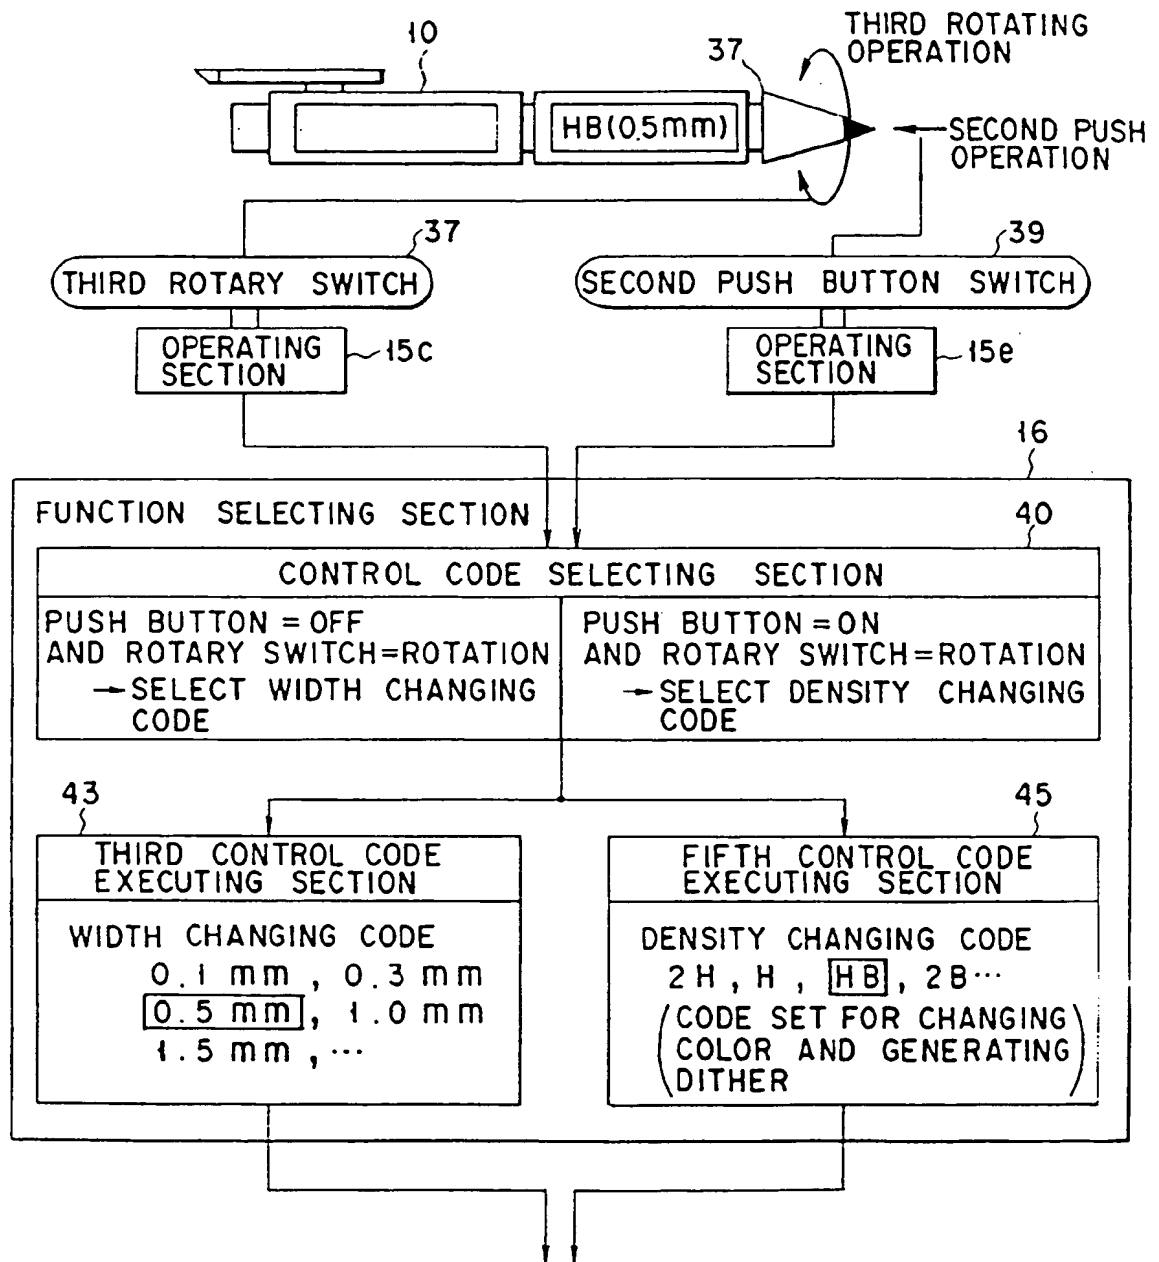 THIRD ROTATING
OPERATION
10
37
HB(0.5mm)
SECOND PUSH
OPERATION
37
39
THIRD ROTARY SWITCH
SECOND PUSH BUTTON SWITCH
OPERATING
SECTION
15c
OPERATING
SECTION
15e
16
FUNCTION SELECTING SECTION
40
CONTROL CODE SELECTING SECTION
PUSH BUTTON = OFF
AND ROTARY SWITCH=ROTATION
→ SELECT WIDTH CHANGING
CODE
PUSH BUTTON = ON
AND ROTARY SWITCH=ROTATION
→ SELECT DENSITY CHANGING
CODE
43
THIRD CONTROL CODE
EXECUTING SECTION
WIDTH CHANGING CODE
0.1 mm , 0.3 mm
0.5 mm , 1.0 mm
1.5 mm , ···
45
FIFTH CONTROL CODE
EXECUTING SECTION
DENSITY CHANGING CODE
2H , H , HB , 2B ···
(CODE SET FOR CHANGING
COLOR AND GENERATING
DITHER)